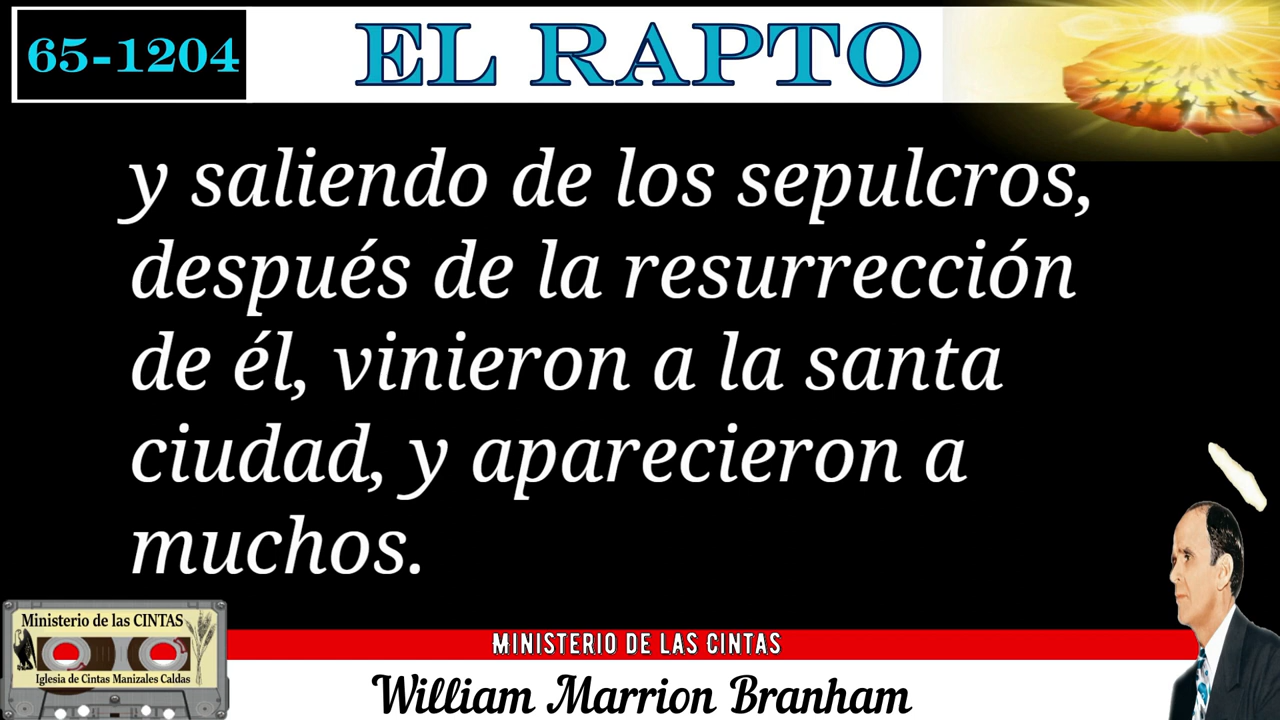 65-1204
EL RAPTO
y saliendo de los sepulcros,
después de la resurrección
de él, vinieron a la santa
ciudad, y aparecieron a
muchos.
Ministerio de las CINTAS
Iglesia de Cintas Manizales Caldas
MINISTERIO DE LAS CINTAS
William Marrion Branham